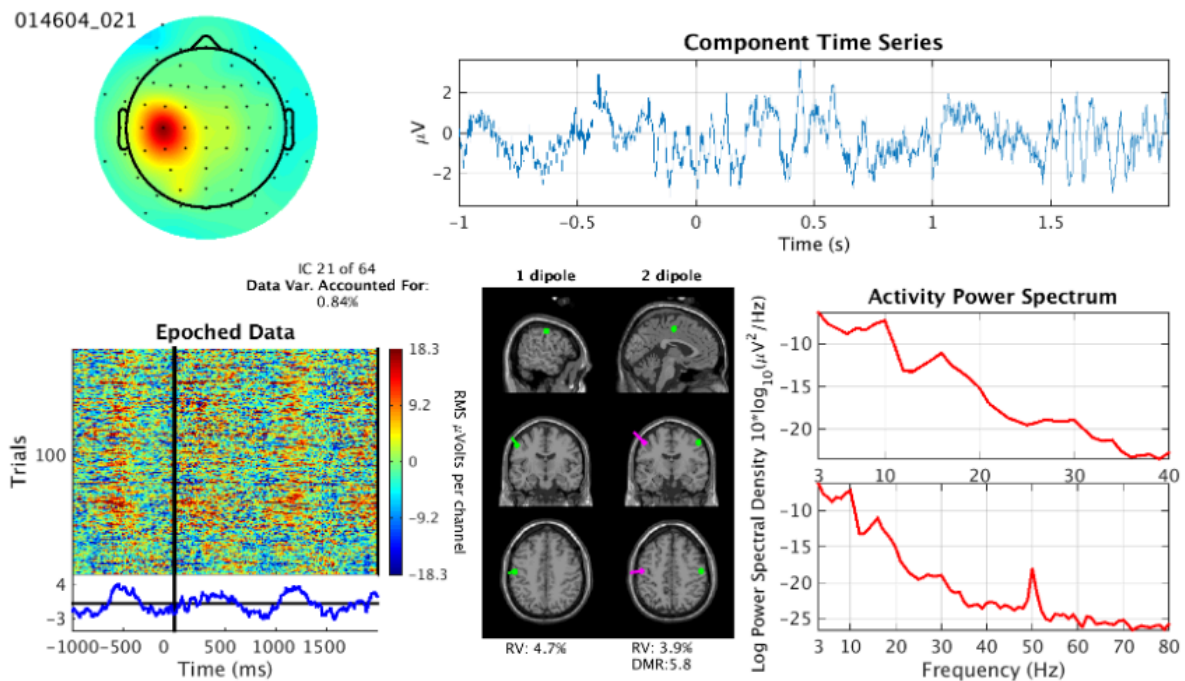 014604_021
Component Time Series
μV
2
0
-2
-1
-0.5
0
0.5
1
1.5
Time (s)
IC 21 of 64
Data Var. Accounted For:
0.84%
Epoched Data
Trials
100
18.3
9.2
0
-9.2
-18.3
RMS μVolts per channel
4
-3
-1000
-500
0
500
1000
1500
Time (ms)
1 dipole
2 dipole
RV: 4.7%
RV: 3.9%
DMR:5.8
Activity Power Spectrum
Log Power Spectral Density 10*log10(μV2/Hz)
-10
-15
-20
3
10
20
30
40
-10
-15
-20
-25
3
10
20
30
40
50
60
70
80
Frequency (Hz)